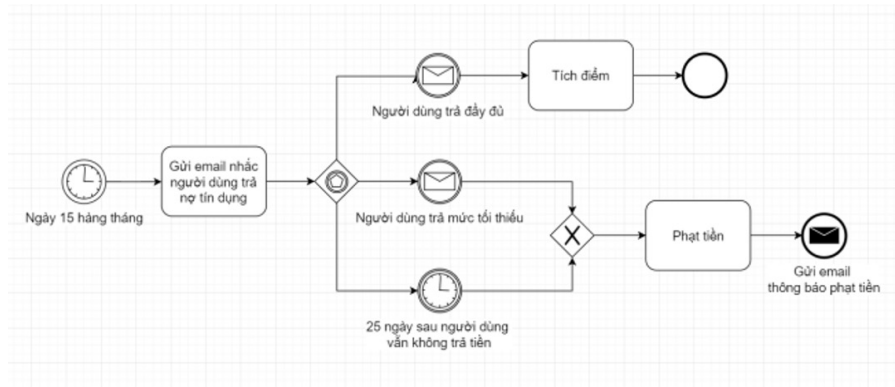 Người dùng trả đầy đủ
Tích điểm
Ngày 15 hàng tháng
Gửi email nhắc
người dùng trả
nợ tín dụng
Người dùng trả mức tối thiểu
25 ngày sau người dùng
vẫn không trả tiền
Phạt tiền
Gửi email
thông báo phạt tiền